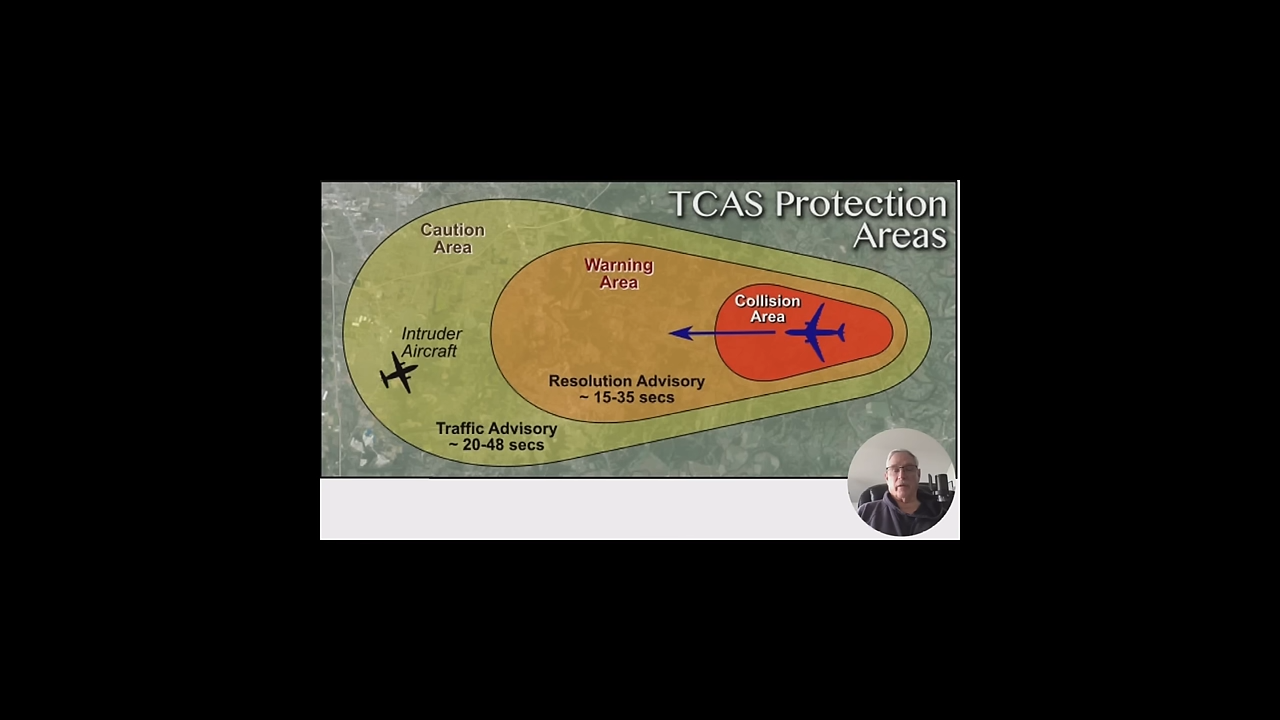 TCAS Protection
Areas
Caution
Area
Warning
Area
Collision
Area
Intruder
Aircraft
Resolution Advisory
~ 15-35 secs
Traffic Advisory
~ 20-48 secs